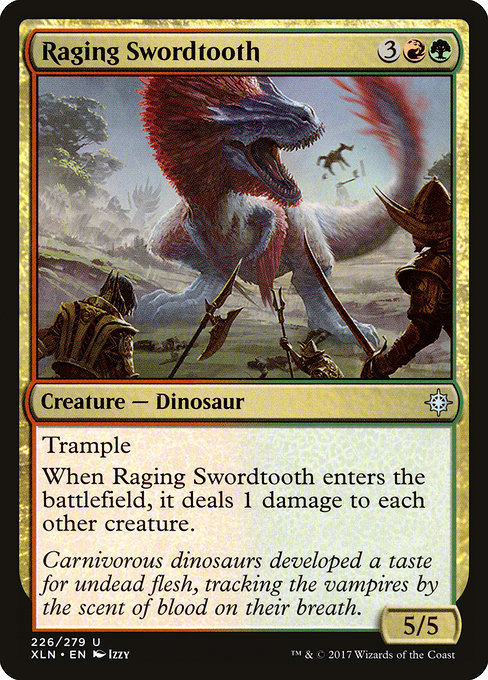 Raging Swordtooth 3
Creature — Dinosaur
Trample
When Raging Swordtooth enters the
battlefield, it deals 1 damage to each
other creature.
Carnivorous dinosaurs developed a taste
for undead flesh, tracking the vampires by
the scent of blood on their breath.
5/5
226/279 U
XLN • EN Izzy
™ & © 2017 Wizards of the Coast